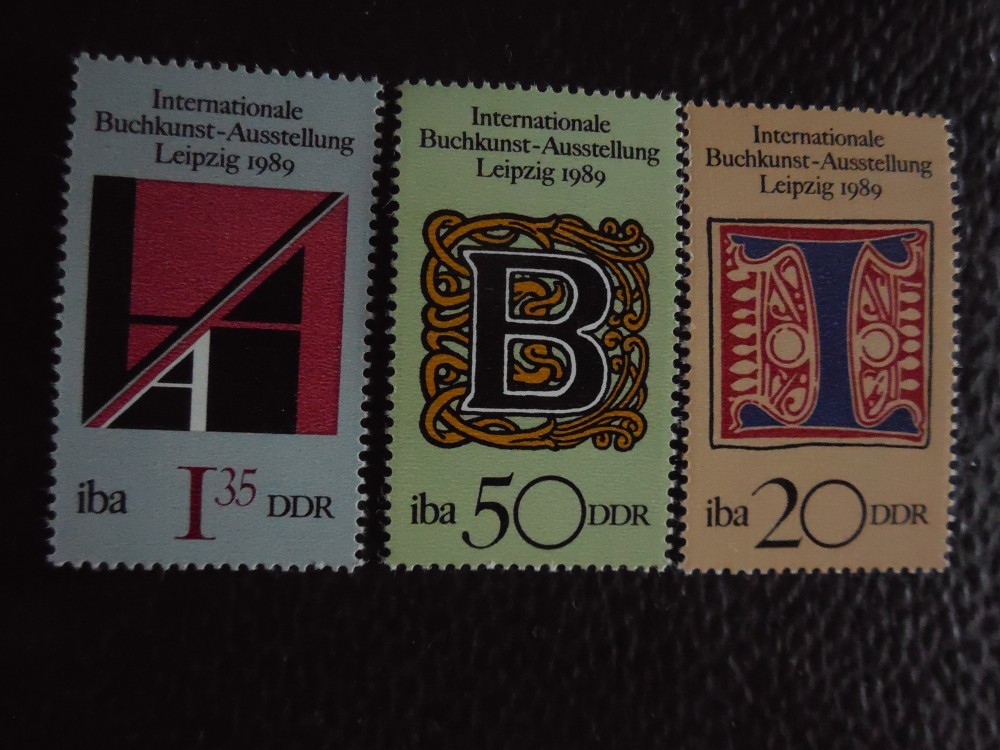 Internationale
Buchkunst-Ausstellung
Leipzig 1989
A
A
iba 1 35 DDR
Internationale
Buchkunst-Ausstellung
Leipzig 1989
B
iba 50 DDR
Internationale
Buchkunst-Ausstellung
Leipzig 1989
I
iba 20 DDR